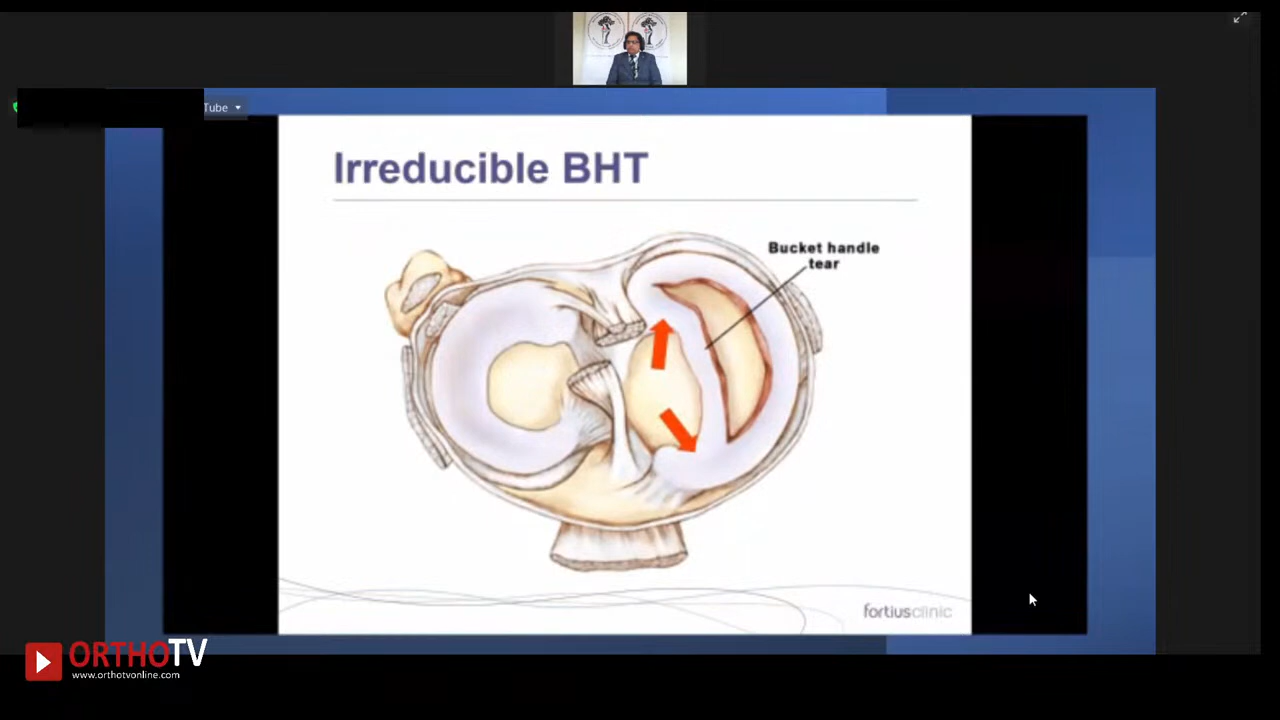 Tube
Irreducible BHT
Bucket handle
tear
fortiusclinic
ORTHOTV
www.orthotvonline.com